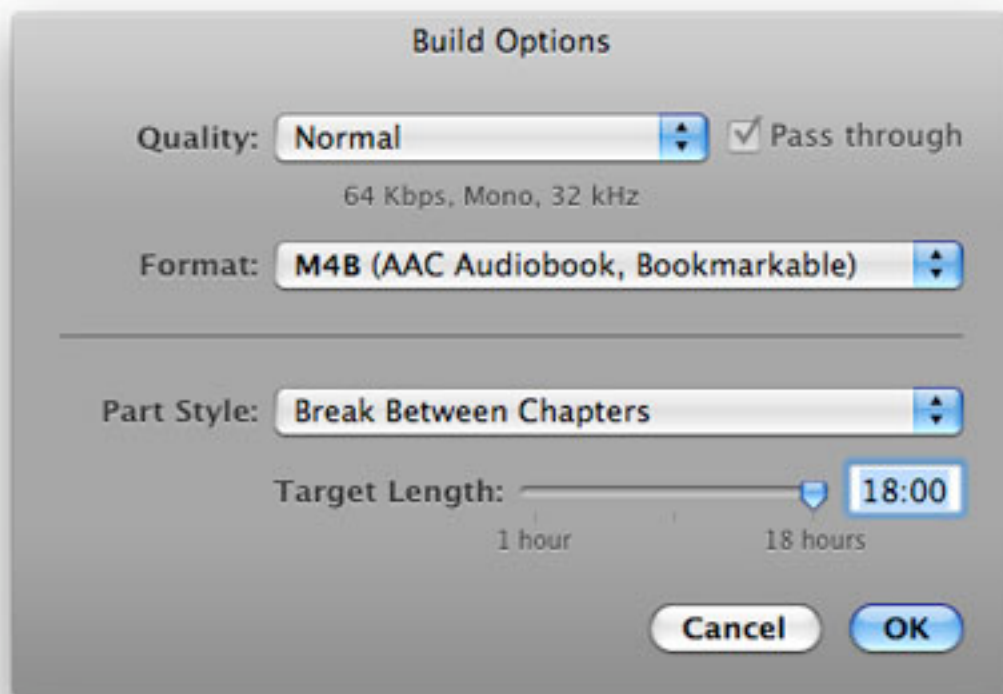 Build Options
Quality: Normal Pass through
64 Kbps, Mono, 32 kHz
Format: M4B (AAC Audiobook, Bookmarkable)
Part Style: Break Between Chapters
Target Length: 18:00
1 hour 18 hours
Cancel OK